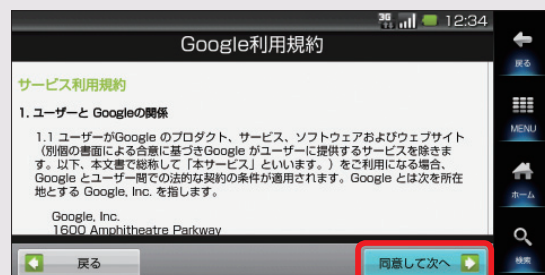 3G 12:34
Google利用規約
サービス利用規約
1. ユーザーと Googleの関係
1.1 ユーザーがGoogle のプロダクト、サービス、ソフトウェアおよびウェブサイト
(別個の書面による合意に基づきGoogle がユーザーに提供するサービスを除きま
す。以下、本文書で総称して「本サービス」といいます。）をご利用になる場合、
Google とユーザー間での法的な契約の条件が適用されます。Google とは次を所在
地とする Google, Inc. を指します。
Google, Inc.
1600 Amphitheatre Parkway
戻る
同意して次へ
戻る
MENU
ホーム
検索